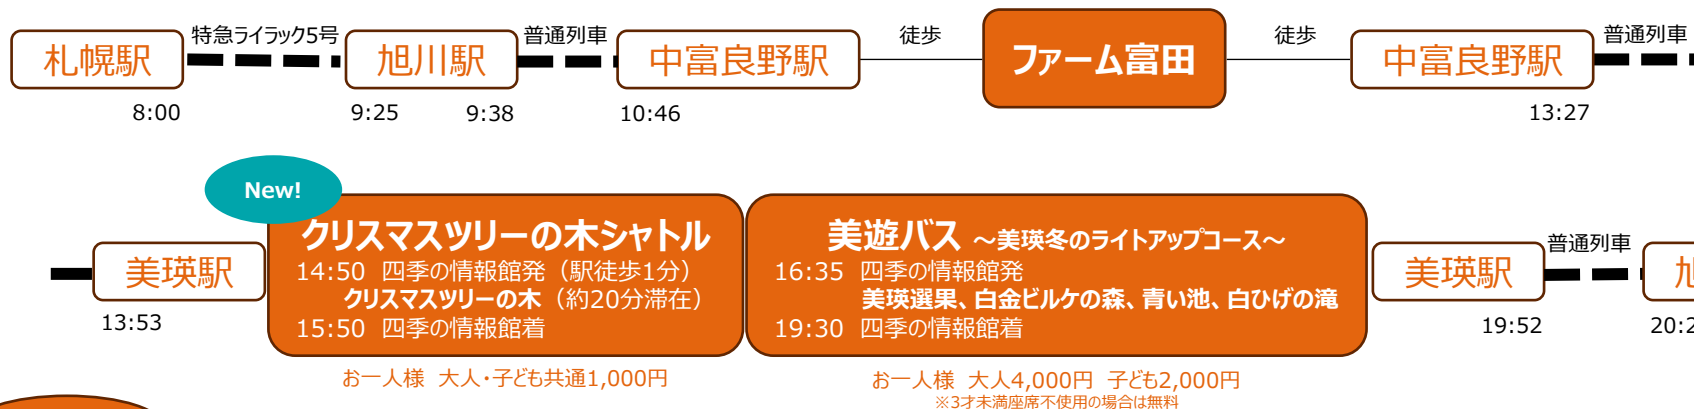 特急ライラック5号
普通列車
徒歩
徒歩
普通列車
札幌駅
旭川駅
中富良野駅
ファーム富田
中富良野駅
8:00
9:25
9:38
10:46
13:27
New!
クリスマスツリーの木シャトル
14:50 四季の情報館発（駅徒歩1分）
クリスマスツリーの木（約20分滞在）
15:50 四季の情報館着
美遊バス ～美瑛冬のライトアップコース～
16:35 四季の情報館発
美瑛選果、白金ビルケの森、青い池、白ひげの滝
19:30 四季の情報館着
普通列車
美瑛駅
美瑛駅
13:53
19:52
20:2
お一人様 大人・子ども共通1,000円
お一人様 大人4,000円 子ども2,000円
※3才未満座席不使用の場合は無料